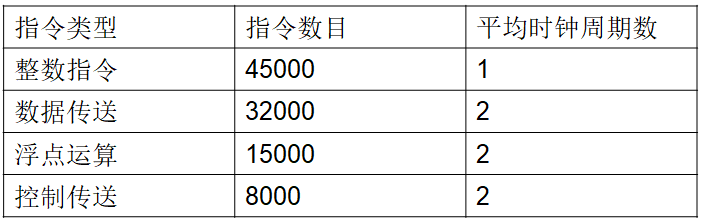 指令类型 指令数目 平均时钟周期数
整数指令 45000 1
数据传送 32000 2
浮点运算 15000 2
控制传送 8000 2